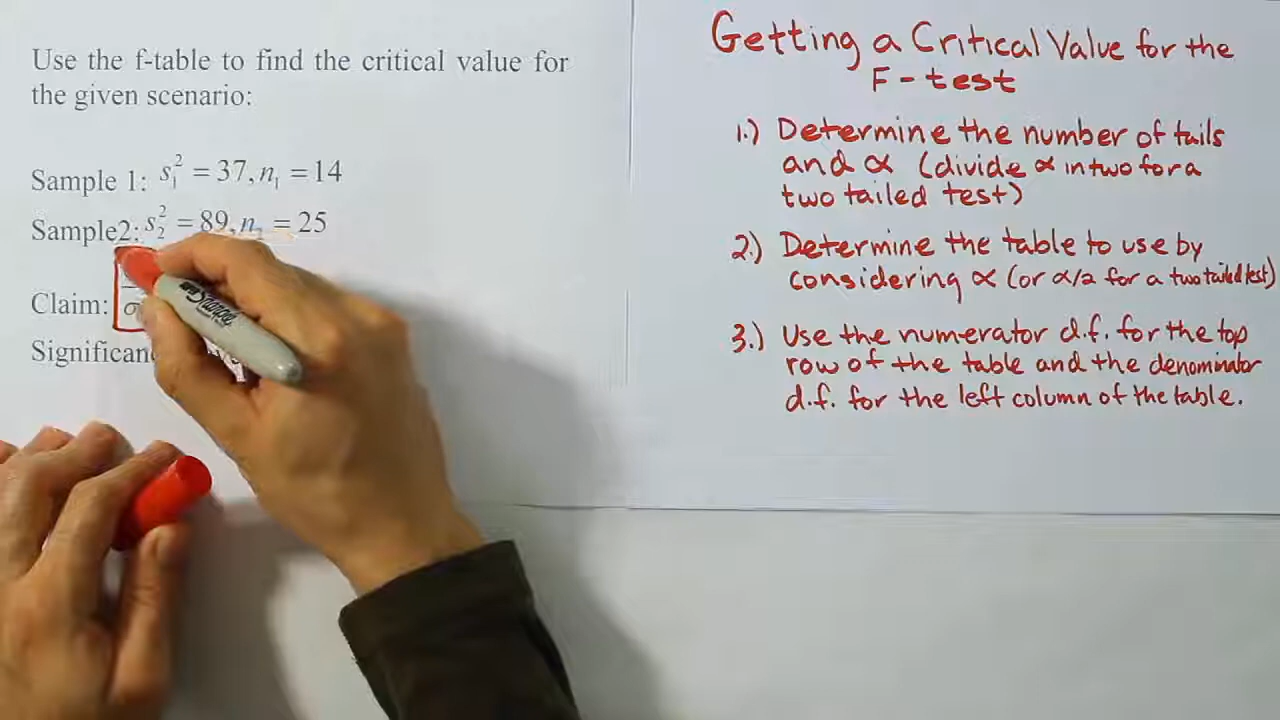 Use the f-table to find the critical value for
the given scenario:
Sample 1: s₁² = 37, n₁ = 14
Sample2: s₂² = 89, n₂ = 25
Claim: σ
Significan
Getting a Critical Value for the
F-test
1.) Determine the number of tails
and α (divide α in two for a
two tailed test)
2.) Determine the table to use by
considering α (or α/2 for a two tailed test)
3.) Use the numerator d.f. for the top
row of the table and the denominator
d.f. for the left column of the table.
Sharpie